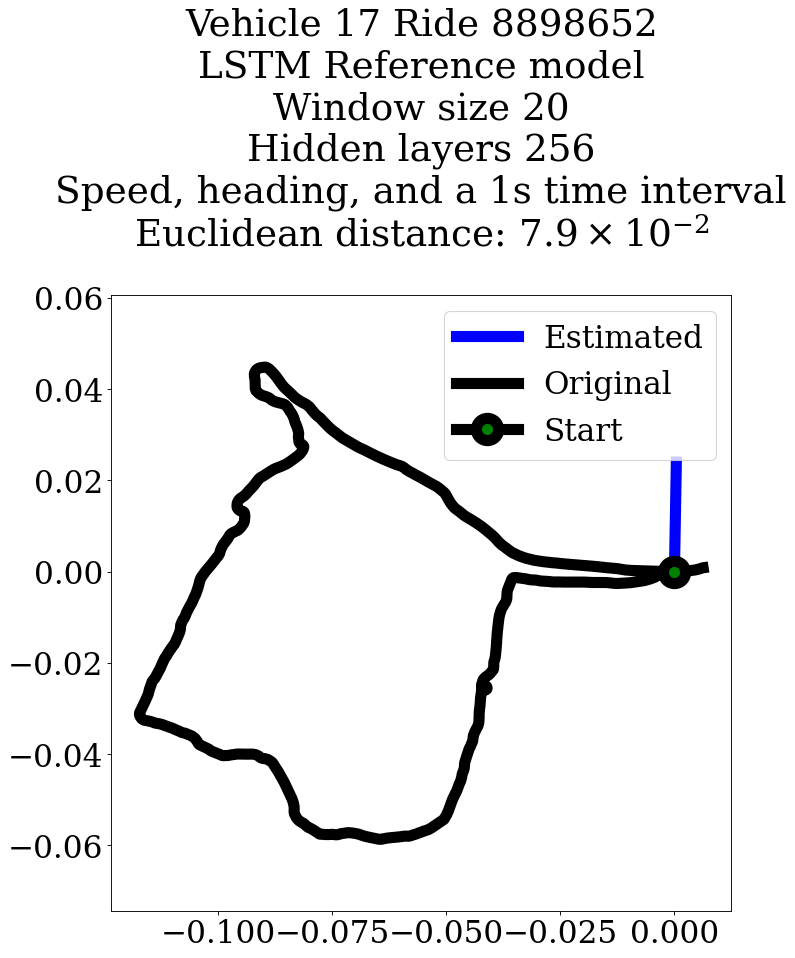 Vehicle 17 Ride 8898652
LSTM Reference model
Window size 20
Hidden layers 256
Speed, heading, and a 1s time interval
Euclidean distance: 7.9 × 10⁻²
0.06
Estimated
0.04
Original
Start
0.02
0.00
−0.02
−0.04
−0.06
−0.100 −0.075 −0.050 −0.025 0.000